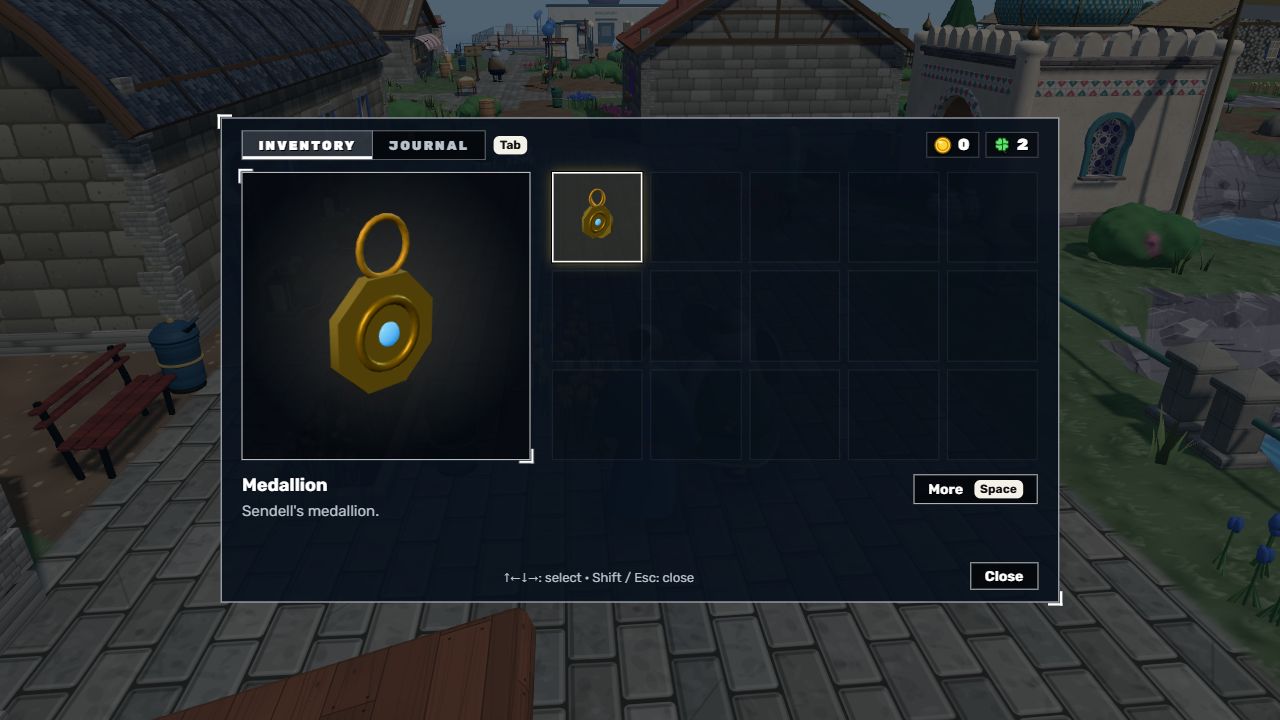 INVENTORY JOURNAL Tab 0 2
Medallion
Sendell's medallion.
More Space
↑←↓→: select • Shift / Esc: close
Close